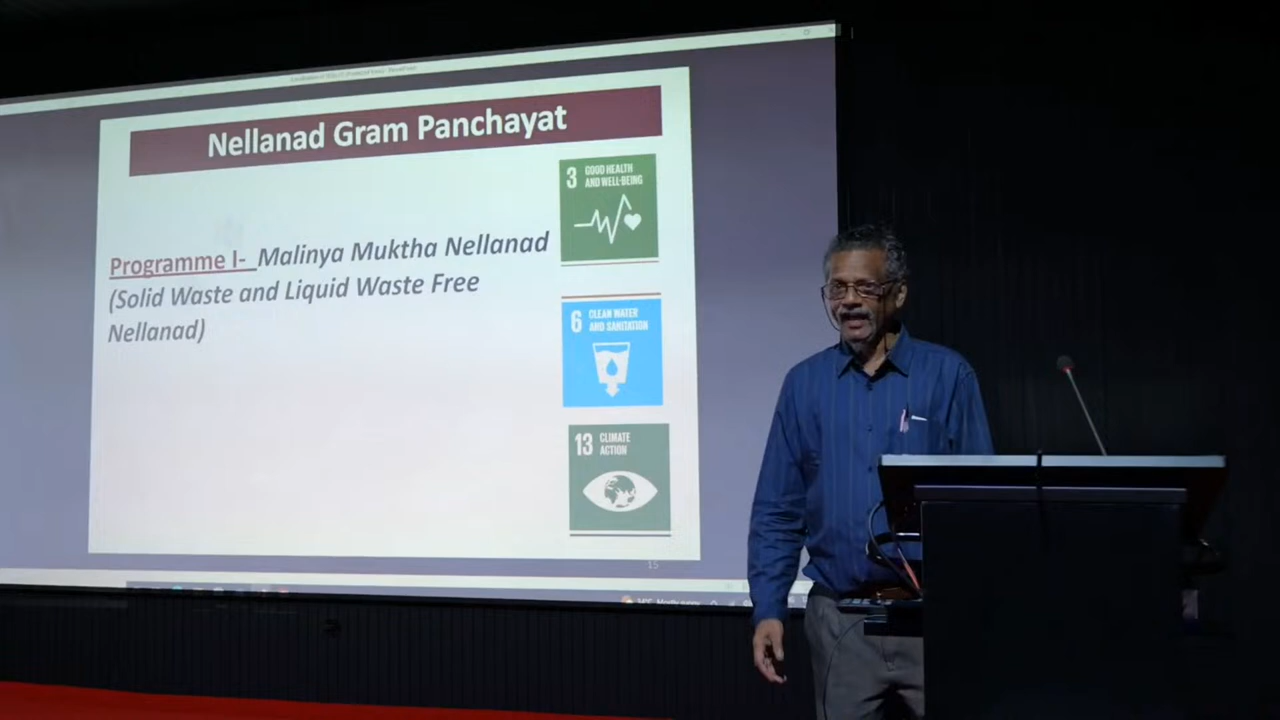 Nellanad Gram Panchayat
Programme I- Malinya Muktha Nellanad
(Solid Waste and Liquid Waste Free
Nellanad)
3 GOOD HEALTH
AND WELL-BEING
6 CLEAN WATER
AND SANITATION
13 CLIMATE
ACTION
15